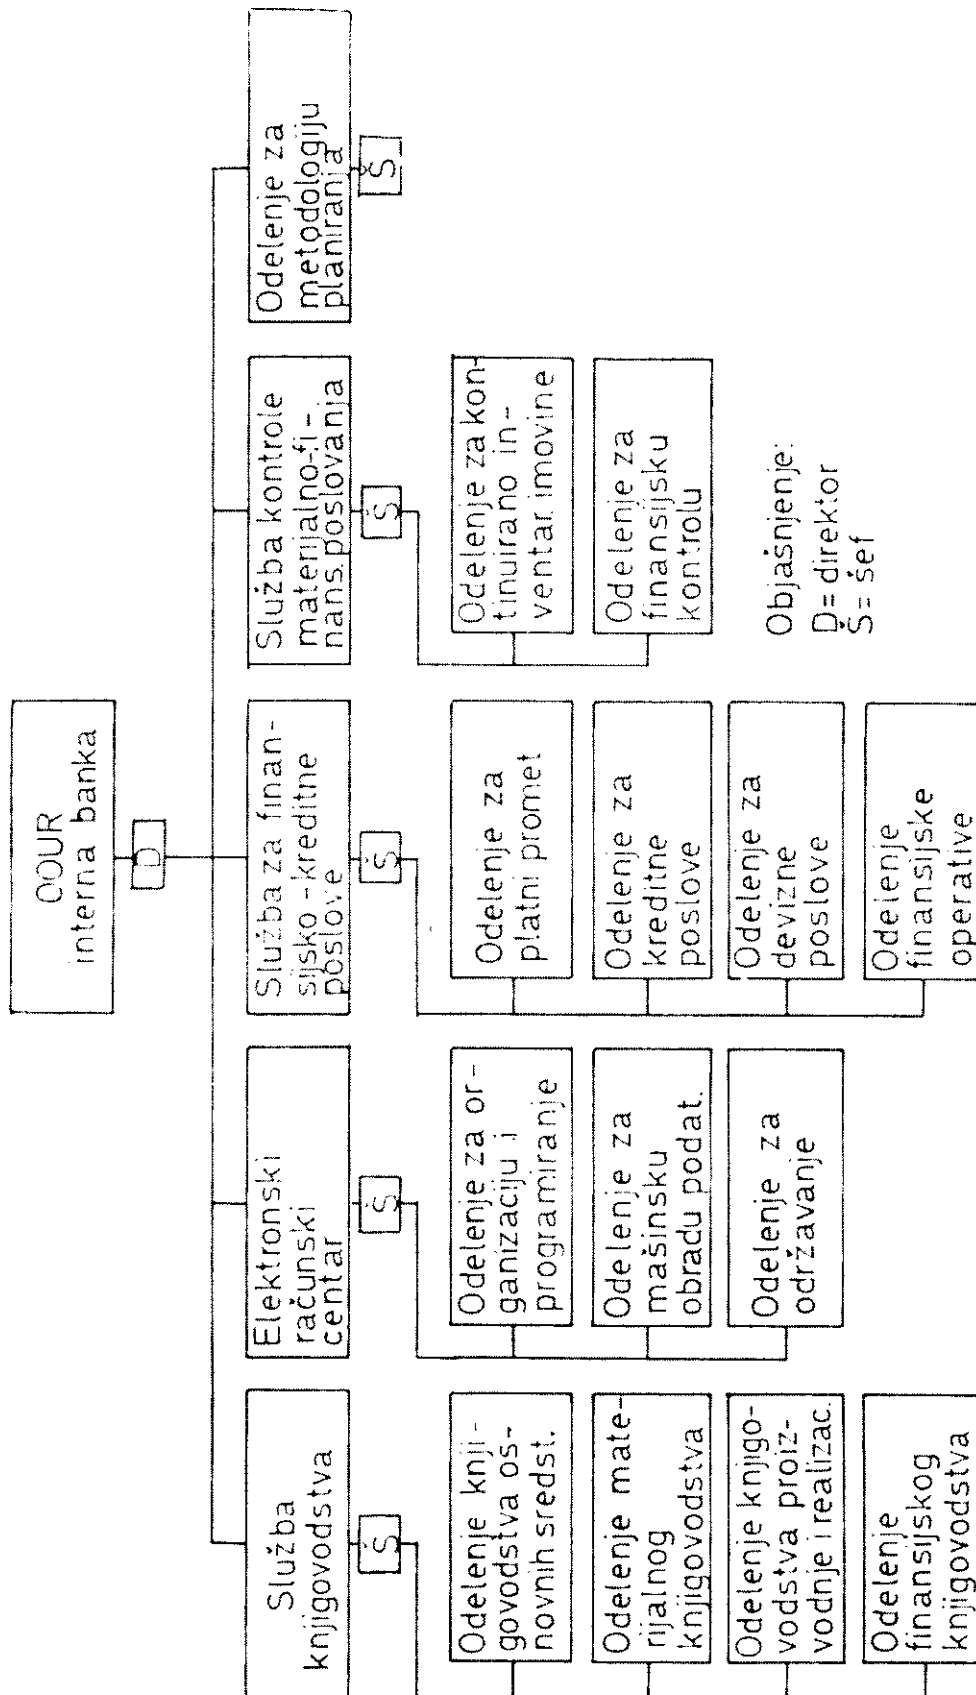 OOUR
interna banka
D
Služba
knjigovodstva
Š
Odelenje knji-
govodstva os-
novnih sredst.
Odelenje mate-
rijalnog
knjigovodstva
Odelenje knjigo-
vodstva proiz-
vodnje i realizac.
Odelenje
finansijskog
knjigovodstva
Elektronski
računski
centar
Š
Odelenje za or-
ganizaciju i
programiranje
Odelenje za
mašinsku
obradu podat.
Odelenje za
održavanje
Služba za finan-
sijsko-kreditne
poslove
Š
Odelenje za
platni promet
Odelenje za
kreditne
poslove
Odelenje za
devizne
poslove
Odelenje
finansijske
operative
Služba kontrole
materijalno-fi-
nans.poslovanja
Š
Odelenje za kon-
tinuirano in-
ventar.imovine
Odelenje za
finansijsku
kontrolu
Odelenje za
metodologiju
planiranja
Š
Objašnjenje:
D=direktor
Š=šef